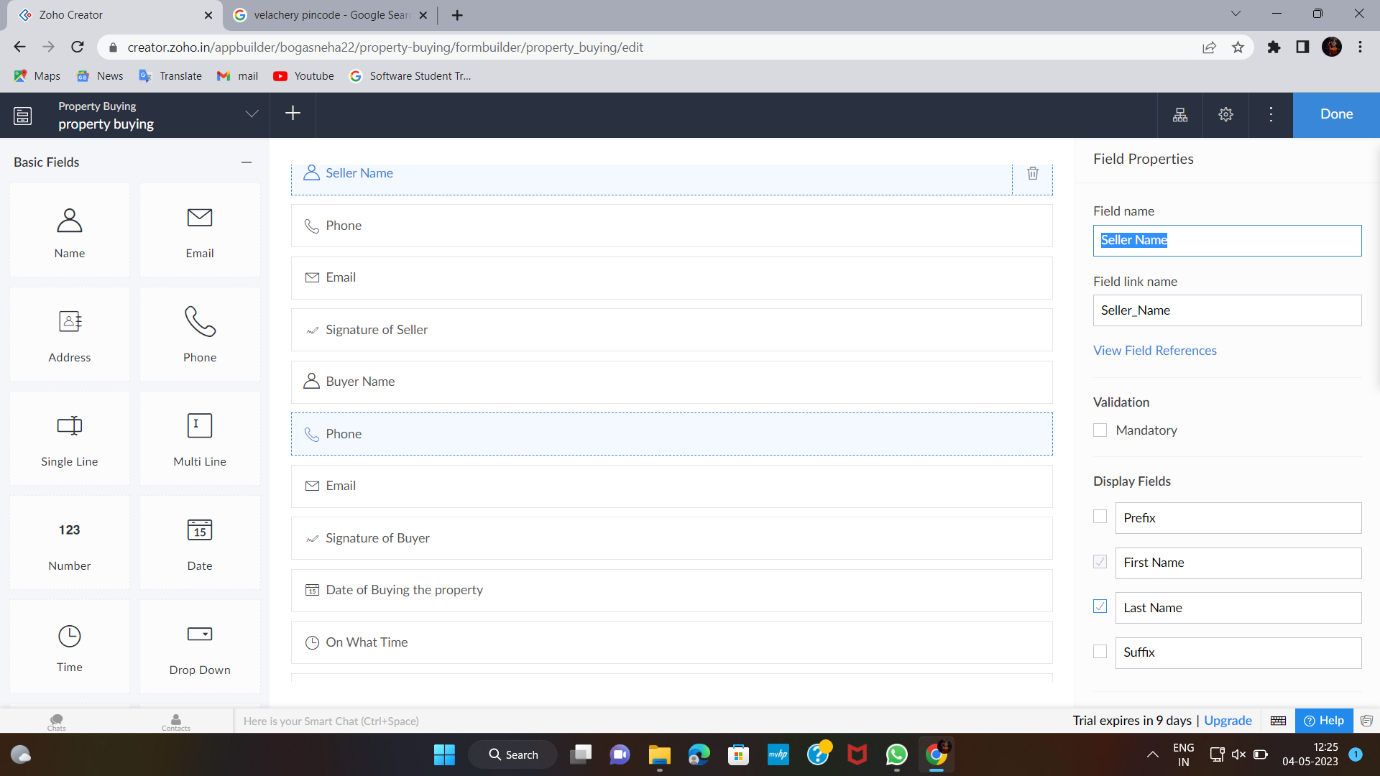 Zoho Creator
velachery pincode - Google Sear
creator.zoho.in/appbuilder/bogasneha22/property-buying/formbuilder/property_buying/edit
Maps
News
Translate
mail
Youtube
Software Student Tr...
Property Buying
property buying
Done
Basic Fields
Name
Email
Address
Phone
Single Line
Multi Line
123
Number
15
Date
Time
Drop Down
Seller Name
Phone
Email
Signature of Seller
Buyer Name
Phone
Email
Signature of Buyer
15
Date of Buying the property
On What Time
Field Properties
Field name
Seller Name
Field link name
Seller_Name
View Field References
Validation
Mandatory
Display Fields
Prefix
First Name
Last Name
Suffix
Chats
Contacts
Here is your Smart Chat (Ctrl+Space)
Trial expires in 9 days | Upgrade
Help
Search
myhp
ENG
IN
12:25
04-05-2023
1